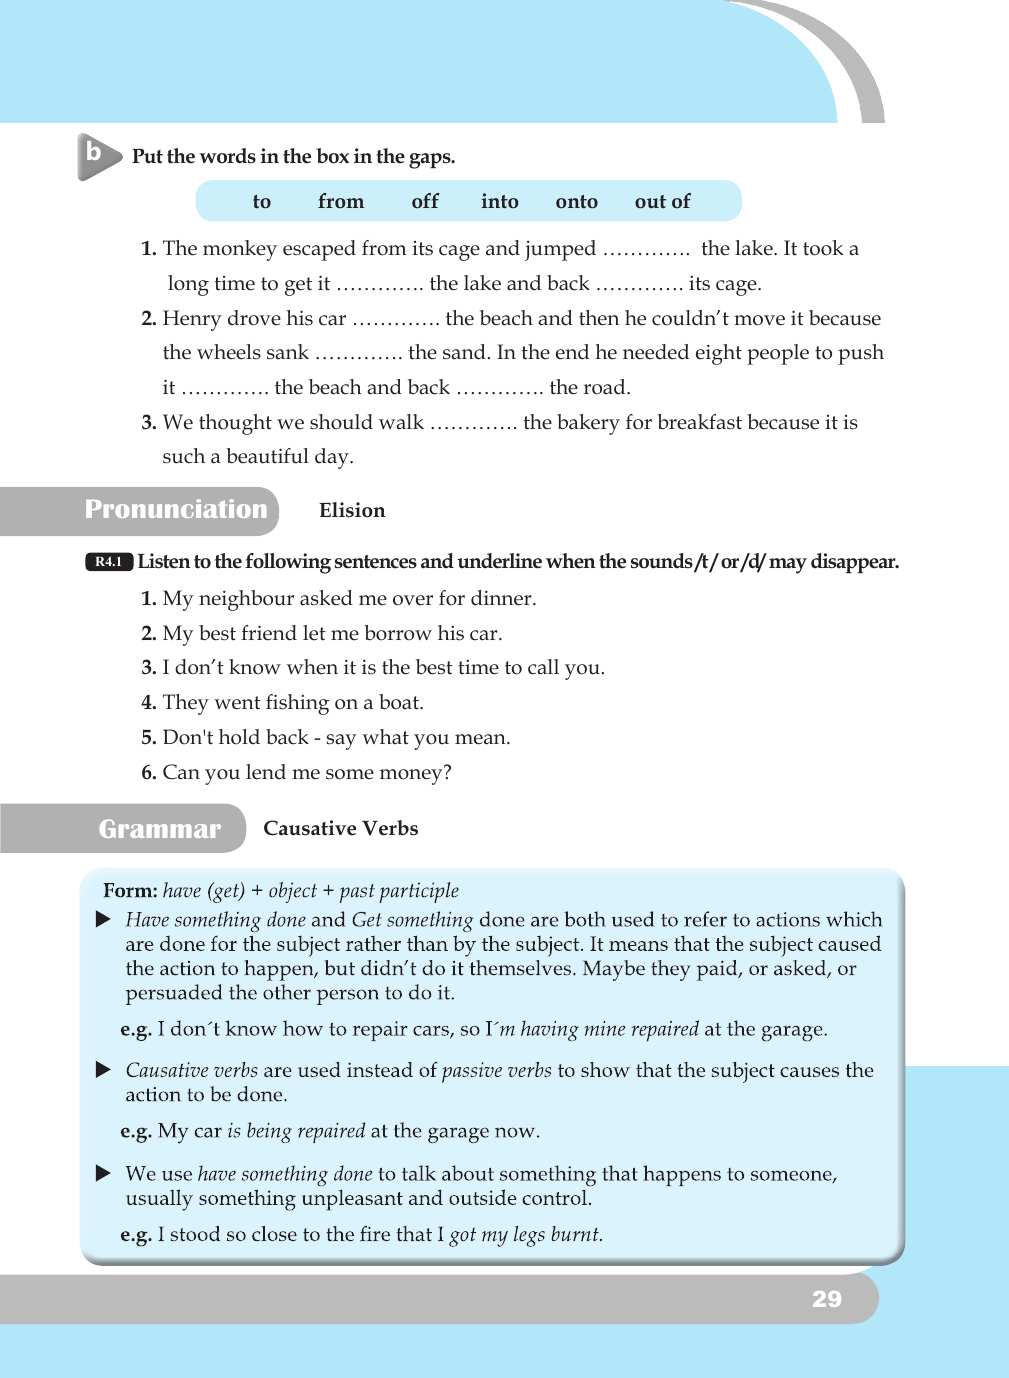 b Put the words in the box in the gaps.
to from off into onto out of
1. The monkey escaped from its cage and jumped …………. the lake. It took a
long time to get it …………. the lake and back …………. its cage.
2. Henry drove his car …………. the beach and then he couldn’t move it because
the wheels sank …………. the sand. In the end he needed eight people to push
it …………. the beach and back …………. the road.
3. We thought we should walk …………. the bakery for breakfast because it is
such a beautiful day.
Pronunciation Elision
R4.1 Listen to the following sentences and underline when the sounds /t/ or /d/ may disappear.
1. My neighbour asked me over for dinner.
2. My best friend let me borrow his car.
3. I don’t know when it is the best time to call you.
4. They went fishing on a boat.
5. Don't hold back - say what you mean.
6. Can you lend me some money?
Grammar Causative Verbs
Form: have (get) + object + past participle
▶ Have something done and Get something done are both used to refer to actions which
are done for the subject rather than by the subject. It means that the subject caused
the action to happen, but didn’t do it themselves. Maybe they paid, or asked, or
persuaded the other person to do it.
e.g. I don´t know how to repair cars, so I´m having mine repaired at the garage.
▶ Causative verbs are used instead of passive verbs to show that the subject causes the
action to be done.
e.g. My car is being repaired at the garage now.
▶ We use have something done to talk about something that happens to someone,
usually something unpleasant and outside control.
e.g. I stood so close to the fire that I got my legs burnt.
29